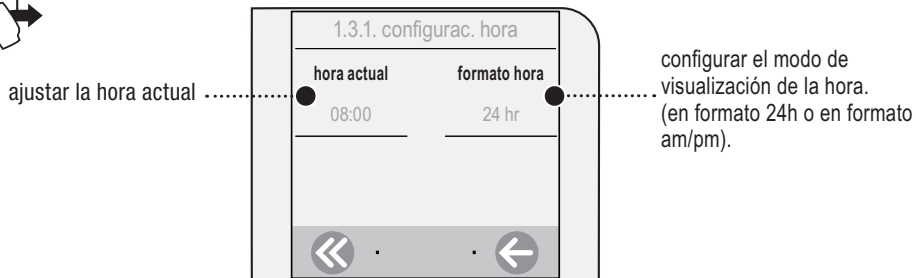 1.3.1. configurac. hora
hora actual
formato hora
08:00
24 hr
ajustar la hora actual
configurar el modo de
visualización de la hora.
(en formato 24h o en formato
am/pm).